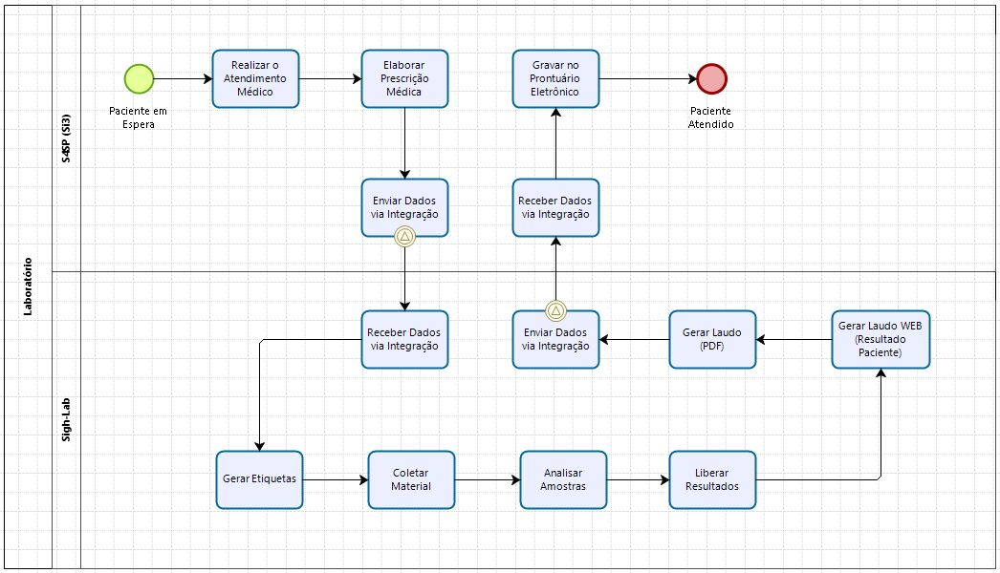 Laboratório
S4SP (Si3)
Paciente em
Espera
Realizar o
Atendimento
Médico
Elaborar
Prescrição
Médica
Enviar Dados
via Integração
Gravar no
Prontuário
Eletrônico
Paciente
Atendido
Receber Dados
via Integração
Sigh-Lab
Receber Dados
via Integração
Enviar Dados
via Integração
Gerar Laudo
(PDF)
Gerar Laudo WEB
(Resultado
Paciente)
Gerar Etiquetas
Coletar
Material
Analisar
Amostras
Liberar
Resultados